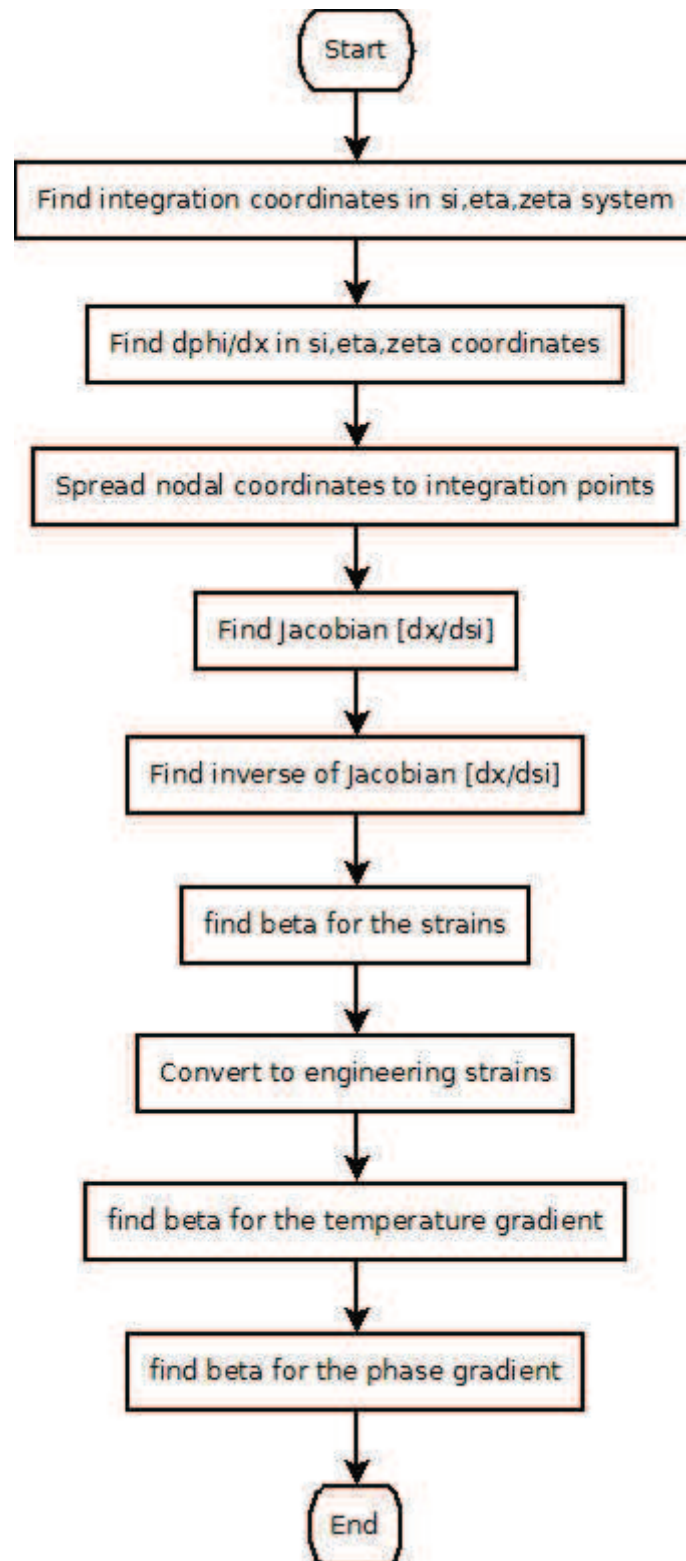 Start
Find integration coordinates in si,eta,zeta system
Find dphi/dx in si,eta,zeta coordinates
Spread nodal coordinates to integration points
Find Jacobian [dx/dsi]
Find inverse of Jacobian [dx/dsi]
find beta for the strains
Convert to engineering strains
find beta for the temperature gradient
find beta for the phase gradient
End